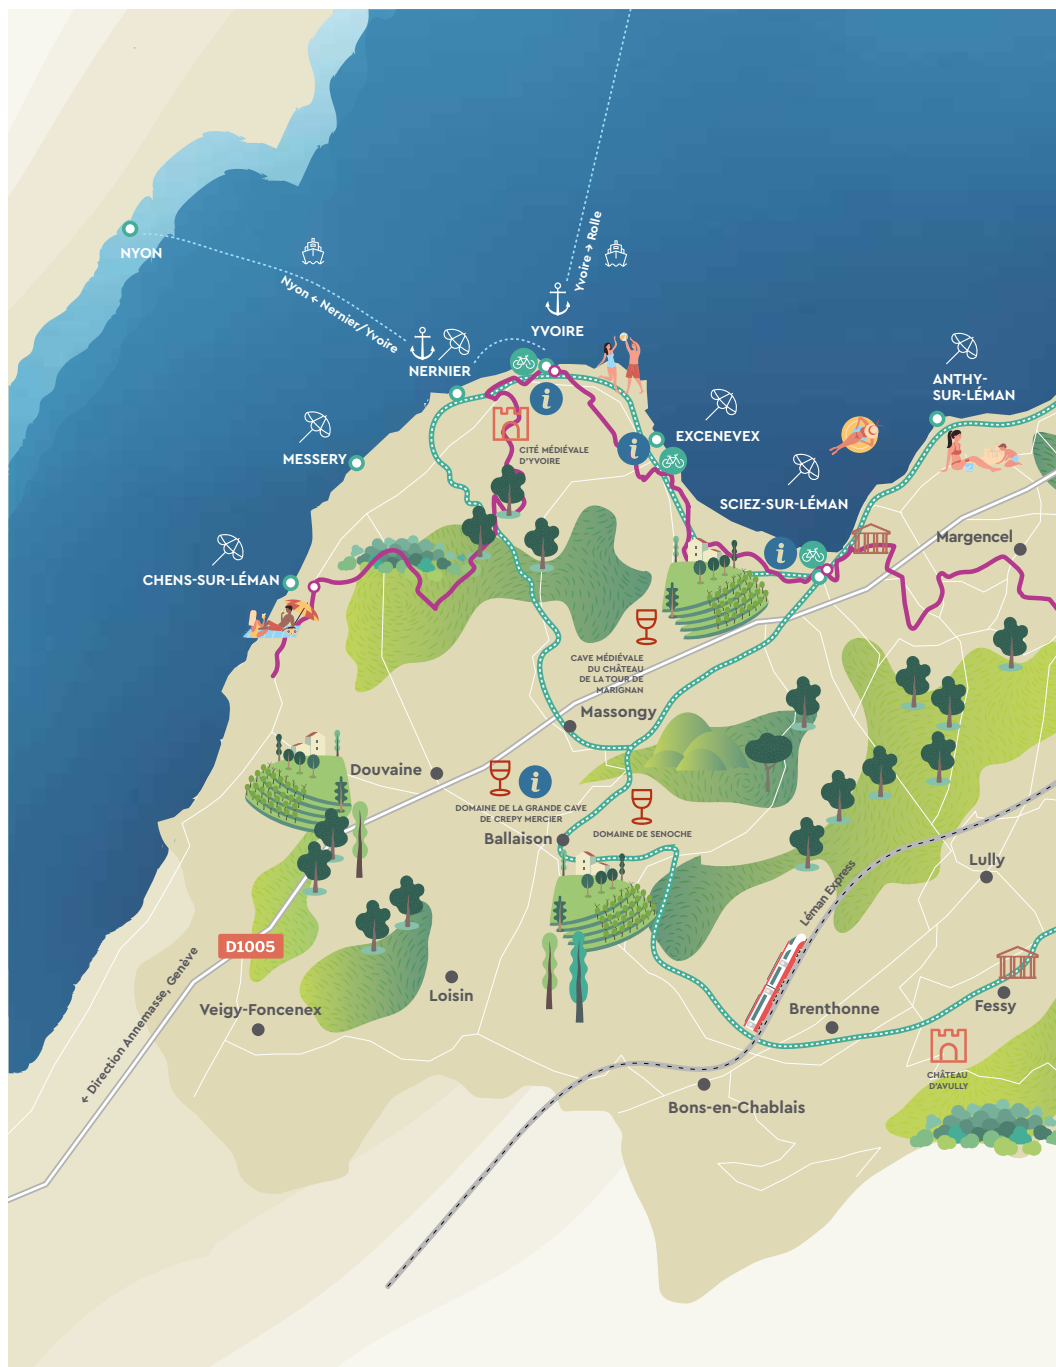 NYON
Nyon ← Nernier/Yvoire
Yvoire → Rolle
YVOIRE
NERNIER
i
CITÉ MÉDIÉVALE
D'YVOIRE
MESSERY
i
EXCENEVEX
ANTHY-
SUR-LÉMAN
SCIEZ-SUR-LÉMAN
i
Margencel
CHENS-SUR-LÉMAN
CAVE MÉDIÉVALE
DU CHÂTEAU
DE LA TOUR DE
MARIGNAN
Massongy
Douvaine
i
DOMAINE DE LA GRANDE CAVE
DE CREPY MERCIER
DOMAINE DE SENOCHE
Ballaison
Lully
Léman Express
D1005
← Direction Annemasse, Genève
Loisin
Veigy-Foncenex
Brenthonne
Fessy
CHÂTEAU
D'AVULLY
Bons-en-Chablais